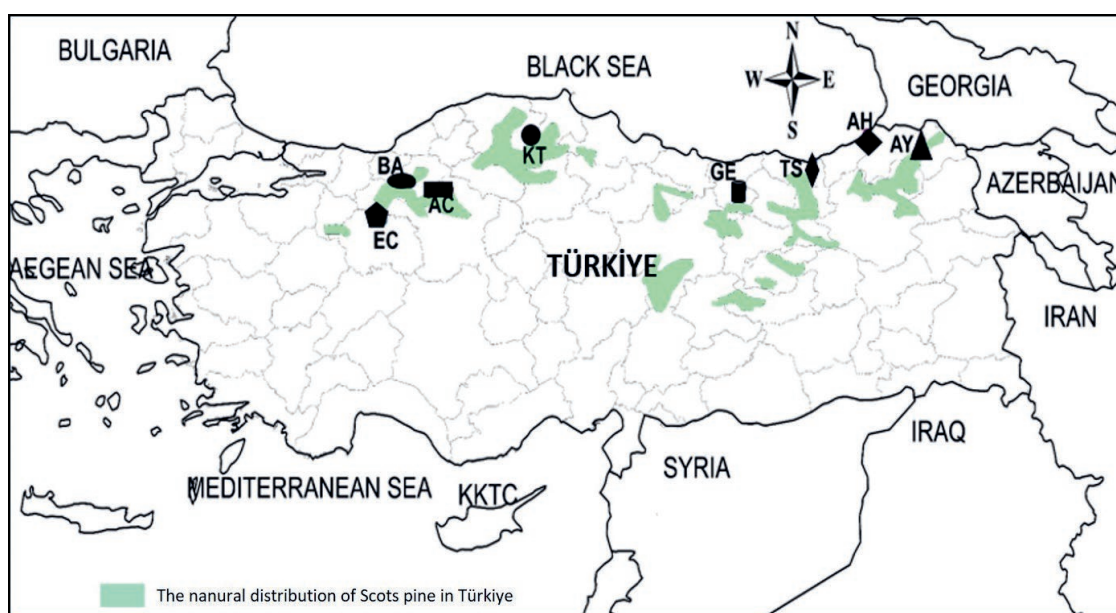 BULGARIA
BLACK SEA
N
W E
S
GEORGIA
AH
AY
KT
BA
AC
TS
GE
AZERBAIJAN
EC
AEGEAN SEA
TÜRKİYE
IRAN
IRAQ
SYRIA
MEDITERRANEAN SEA
KKTC
The nanural distribution of Scots pine in Türkiye